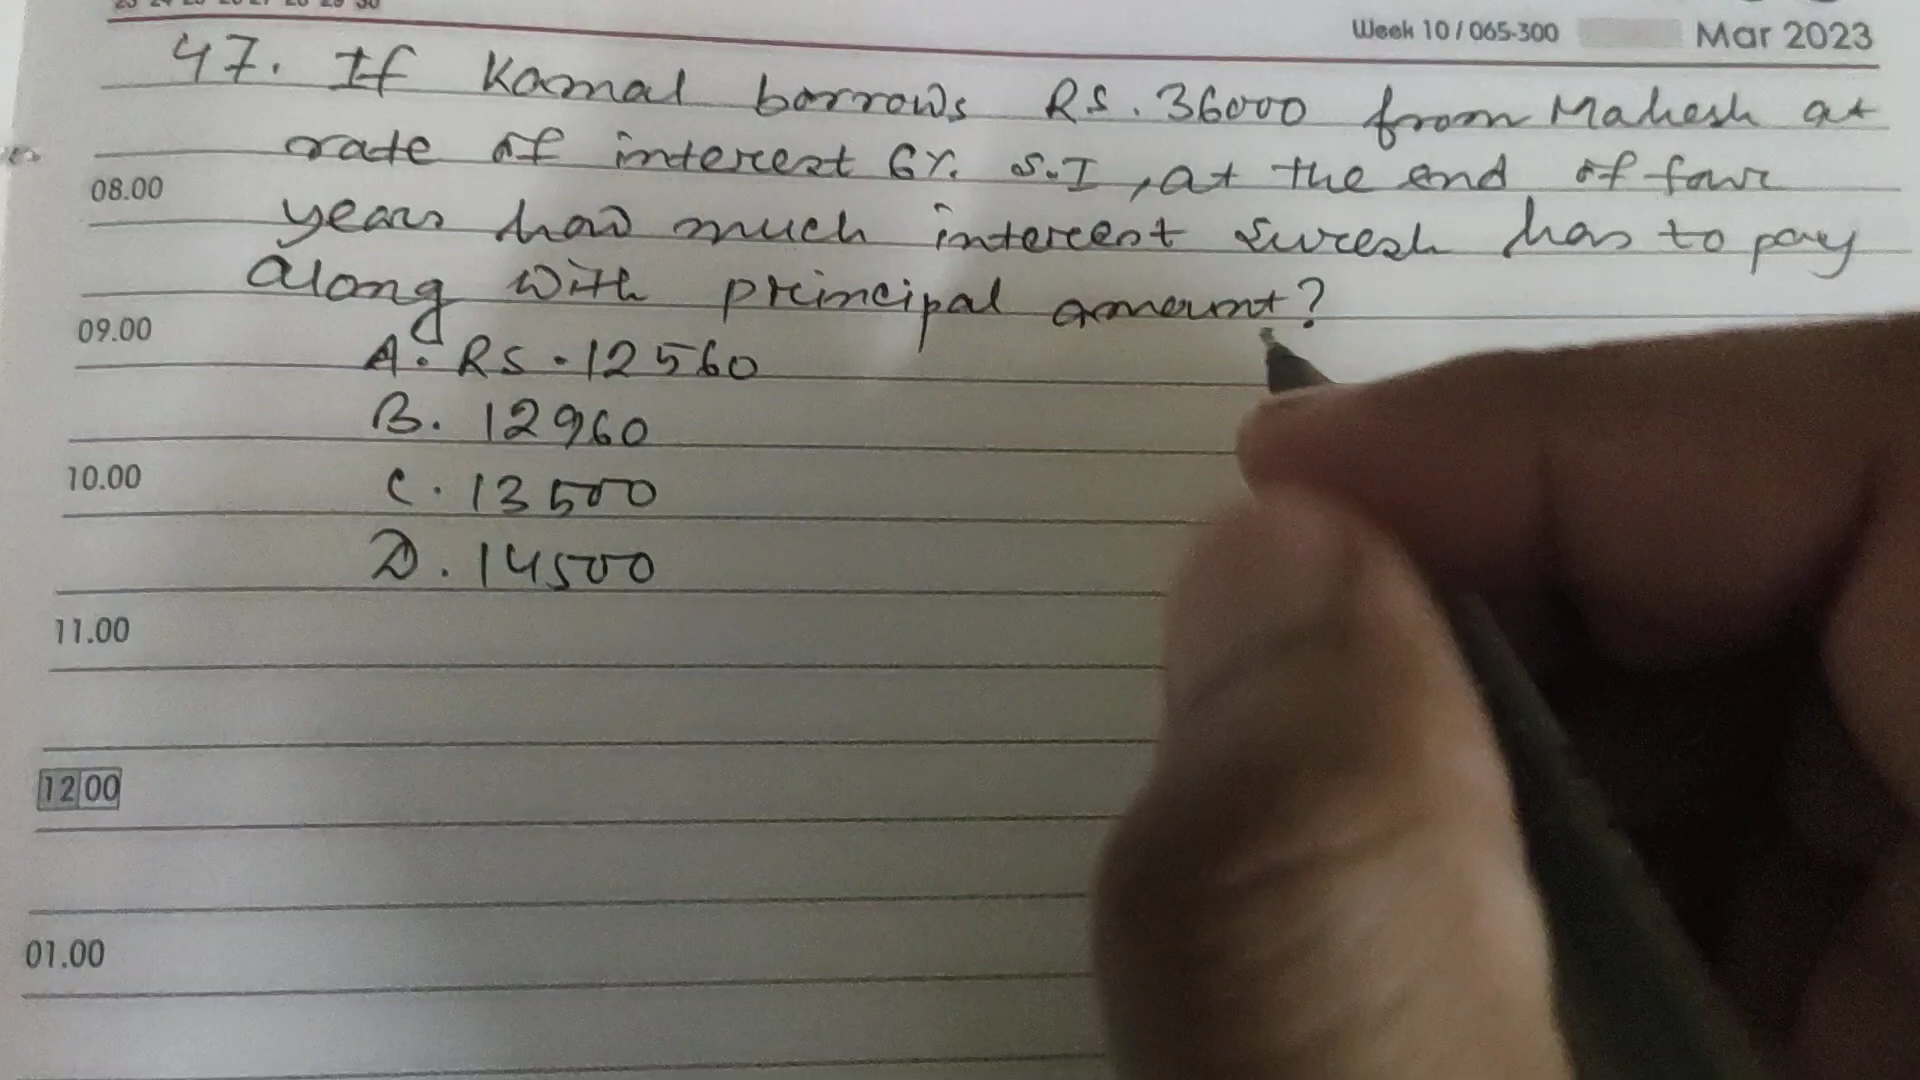 Week 10 / 065-300 Mar 2023
47. If Kamal borrows RS. 36000 from Mahesh at
rate of interest 6% S.I, at the end of four
08.00
years how much interest Suresh has to pay
along with principal amount?
09.00
A. RS. 12560
B. 12960
10.00
C. 13500
D. 14500
11.00
12 00
01.00